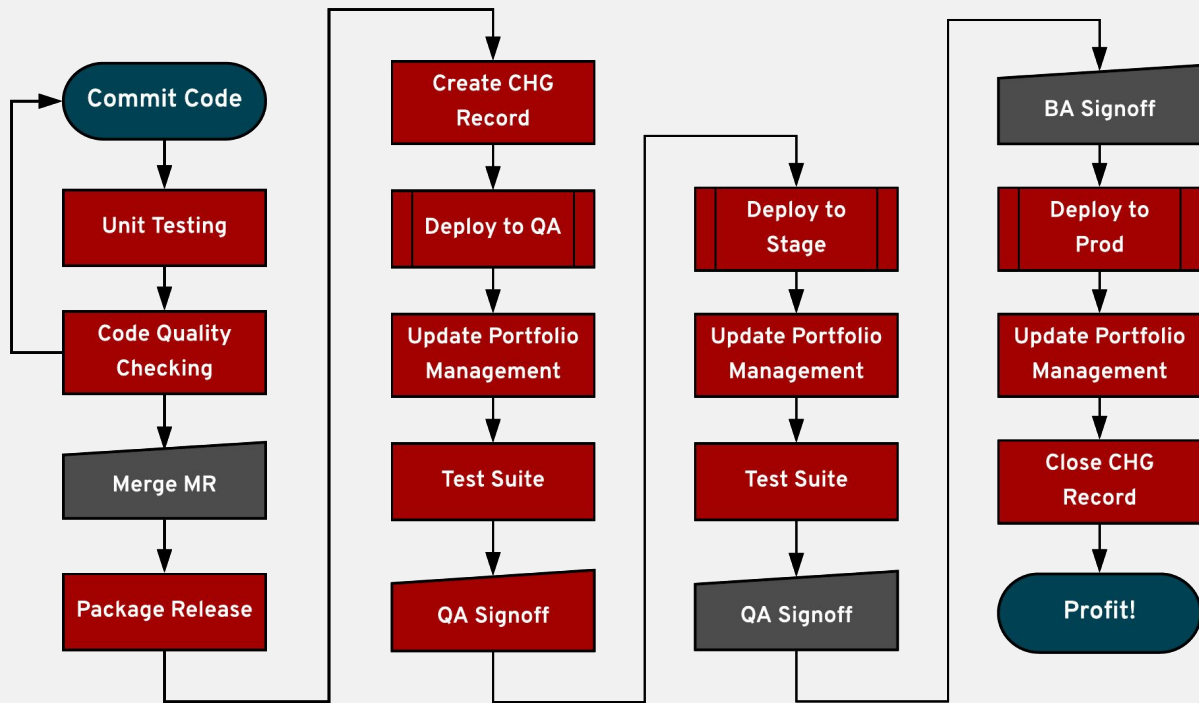 Commit Code
Unit Testing
Code Quality
Checking
Merge MR
Package Release
Create CHG
Record
Deploy to QA
Update Portfolio
Management
Test Suite
QA Signoff
Deploy to
Stage
Update Portfolio
Management
Test Suite
QA Signoff
BA Signoff
Deploy to
Prod
Update Portfolio
Management
Close CHG
Record
Profit!